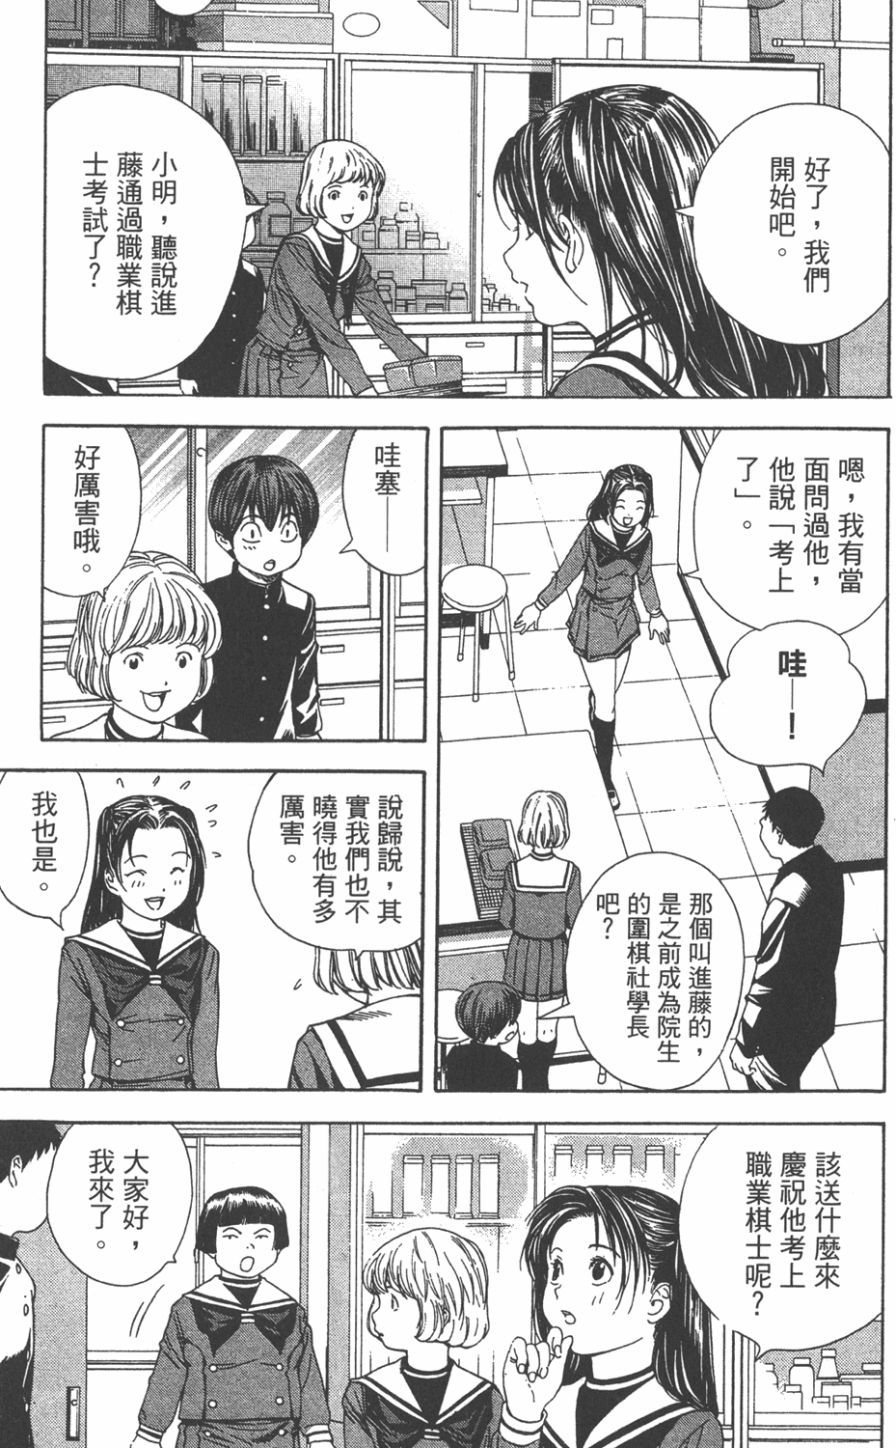 好了，我們
開始吧。
小明，聽說進
藤通過職業棋
士考試了？
嗯，我有當
面問過他，
他說「考上
了」。
哇——！
那個叫進藤的，
是之前成為院生
的圍棋社學長
吧？
哇塞——
好厲害哦。
說歸說，其
實我們也不
曉得他有多
厲害。
我也是。
該送什麼來
慶祝他考上
職業棋士呢？
大家好，
我來了。